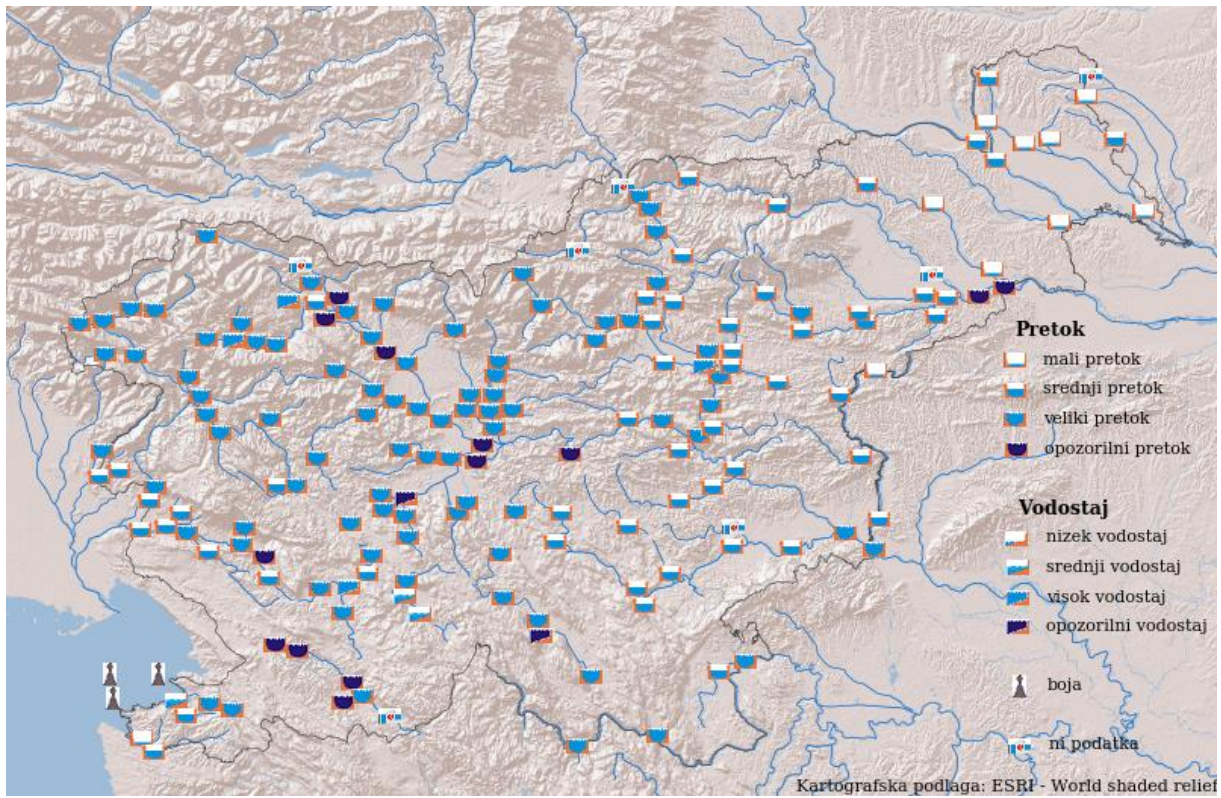 Pretok
mali pretok
srednji pretok
veliki pretok
opozorilni pretok
Vodostaj
nizek vodostaj
srednji vodostaj
visok vodostaj
opozorilni vodostaj
boja
ni podatka
Kartografska podlaga: ESRI - World shaded relief